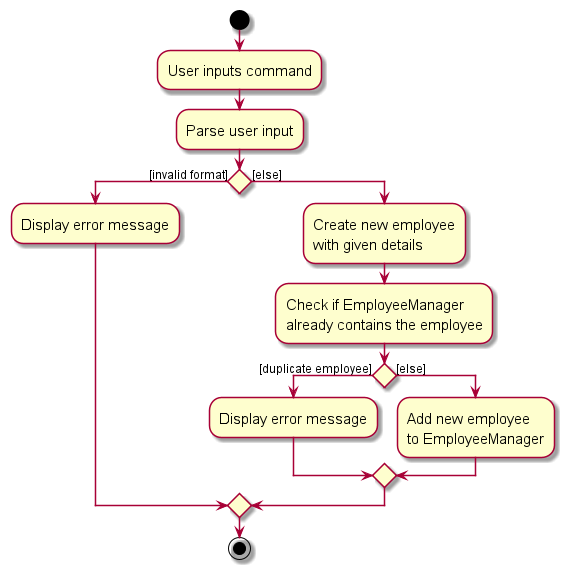 User inputs command
Parse user input
[invalid format]
[else]
Display error message
Create new employee
with given details
Check if EmployeeManager
already contains the employee
[duplicate employee]
[else]
Display error message
Add new employee
to EmployeeManager